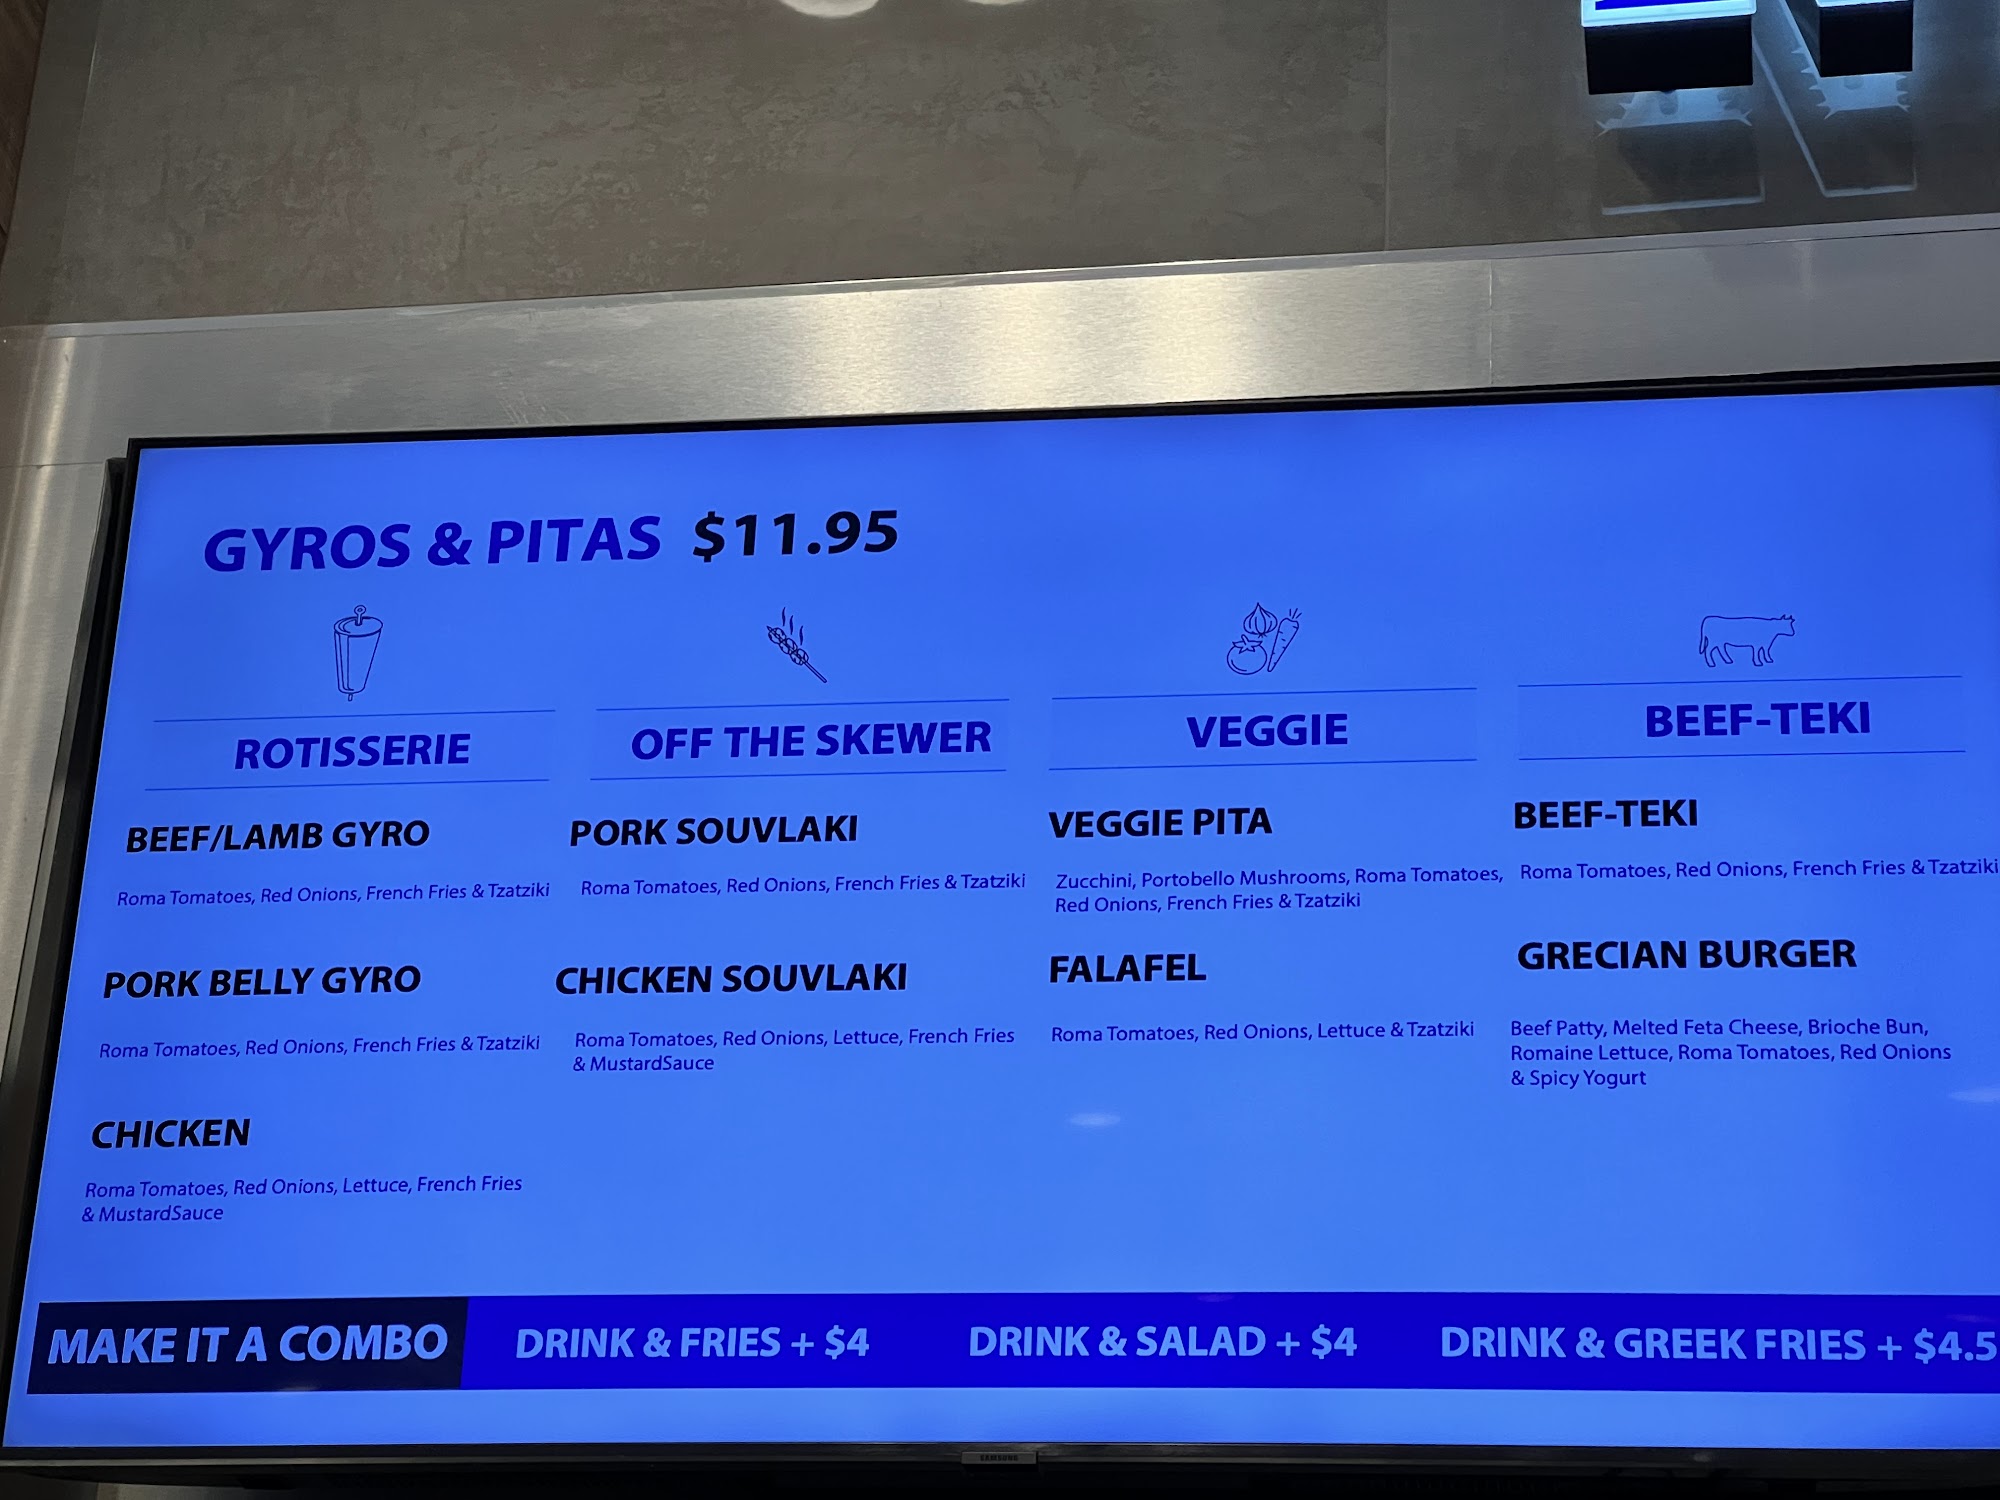 GYROS & PITAS $11.95
ROTISSERIE
BEEF/LAMB GYRO
Roma Tomatoes, Red Onions, French Fries & Tzatziki
PORK BELLY GYRO
Roma Tomatoes, Red Onions, French Fries & Tzatziki
CHICKEN
Roma Tomatoes, Red Onions, Lettuce, French Fries
& MustardSauce
OFF THE SKEWER
PORK SOUVLAKI
Roma Tomatoes, Red Onions, French Fries & Tzatziki
CHICKEN SOUVLAKI
Roma Tomatoes, Red Onions, Lettuce, French Fries
& MustardSauce
VEGGIE
VEGGIE PITA
Zucchini, Portobello Mushrooms, Roma Tomatoes,
Red Onions, French Fries & Tzatziki
FALAFEL
Roma Tomatoes, Red Onions, Lettuce & Tzatziki
BEEF-TEKI
BEEF-TEKI
Roma Tomatoes, Red Onions, French Fries & Tzatziki
GRECIAN BURGER
Beef Patty, Melted Feta Cheese, Brioche Bun,
Romaine Lettuce, Roma Tomatoes, Red Onions
& Spicy Yogurt
MAKE IT A COMBO
DRINK & FRIES + $4
DRINK & SALAD + $4
DRINK & GREEK FRIES + $4.5
SAMSUNG